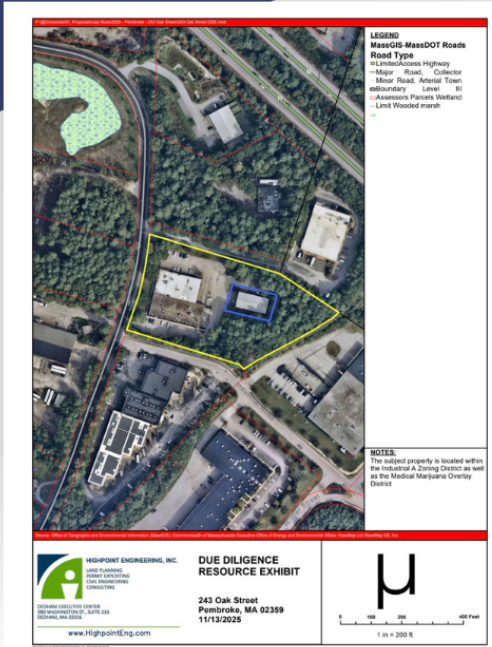 LEGEND
MassGIS-MassDOT Roads
Road Type
LimitedAccess Highway
Major Road, Collector
Minor Road, Arterial Town
Boundary Level III
Assessors Parcels Wetland
Limit Wooded marsh
NOTES:
The subject property is located within
the Industrial A Zoning District as well
as the Medical Marijuana Overlay
District
HIGHPOINT ENGINEERING, INC.
LAND PLANNING
PERMIT EXPEDITING
CIVIL ENGINEERING
CONSULTING
DEDHAM EXECUTIVE CENTER
980 WASHINGTON ST., SUITE 216
DEDHAM, MA 02026
www.HighpointEng.com
DUE DILIGENCE
RESOURCE EXHIBIT
243 Oak Street
Pembroke, MA 02359
11/13/2025
µ
0 100 200 400 Feet
1 in = 200 ft